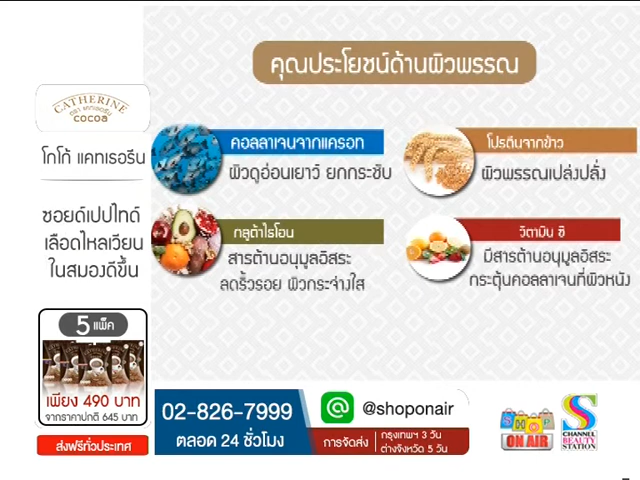 คุณประโยชน์ด้านผิวพรรณ
CATHERINE
ตรา แคทเธอรีน
cocoa
โกโก้ แคทเธอรีน
ซอยด์เปปไทด์
เลือดไหลเวียน
ในสมองดีขึ้น
คอลลาเจนจากแครอท
ผิวดูอ่อนเยาว์ ยกกระชับ
โปรตีนจากข้าว
ผิวพรรณเปล่งปลั่ง
กลูต้าไธโอน
สารต้านอนุมูลอิสระ
ลดริ้วรอย ผิวกระจ่างใส
วิตามิน ซี
มีสารต้านอนุมูลอิสระ
กระตุ้นคอลลาเจนที่ผิวหนัง
5 แพ็ค
เพียง 490 บาท
จากราคาปกติ 645 บาท
ส่งฟรีทั่วประเทศ
02-826-7999
ตลอด 24 ชั่วโมง
@shoponair
การจัดส่ง
กรุงเทพฯ 3 วัน
ต่างจังหวัด 5 วัน
SHOP
ON AIR
S
CHANNEL
BEAUTY
STATION